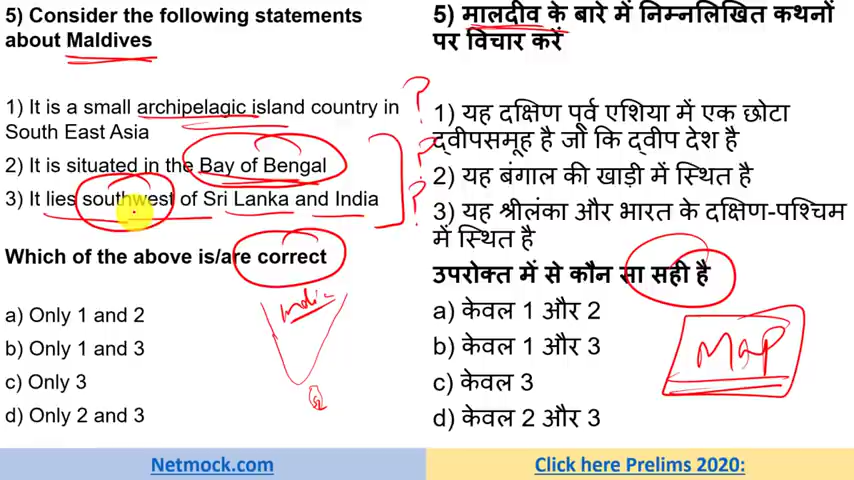 5) Consider the following statements
about Maldives
1) It is a small archipelagic island country in
South East Asia
2) It is situated in the Bay of Bengal
3) It lies southwest of Sri Lanka and India
Which of the above is/are correct
a) Only 1 and 2
b) Only 1 and 3
c) Only 3
d) Only 2 and 3
?
?
?
India
5) मालदीव के बारे में निम्नलिखित कथनों
पर विचार करें
1) यह दक्षिण पूर्व एशिया में एक छोटा
द्वीपसमूह है जो कि द्वीप देश है
2) यह बंगाल की खाड़ी में स्थित है
3) यह श्रीलंका और भारत के दक्षिण-पश्चिम
में स्थित है
उपरोक्त में से कौन सा सही है
a) केवल 1 और 2
b) केवल 1 और 3
c) केवल 3
d) केवल 2 और 3
Map
Netmock.com
Click here Prelims 2020: